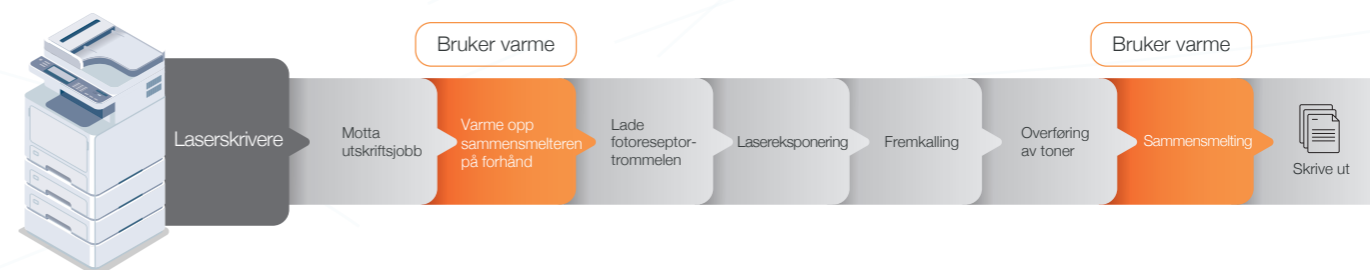 Bruker varme
Bruker varme
Laserskrivere
Motta
utskriftsjobb
Varme opp
sammensmelteren
på forhånd
Lade
fotoreseptor-
trommelen
Lasereksponering
Fremkalling
Overføring
av toner
Sammensmelting
Skrive ut